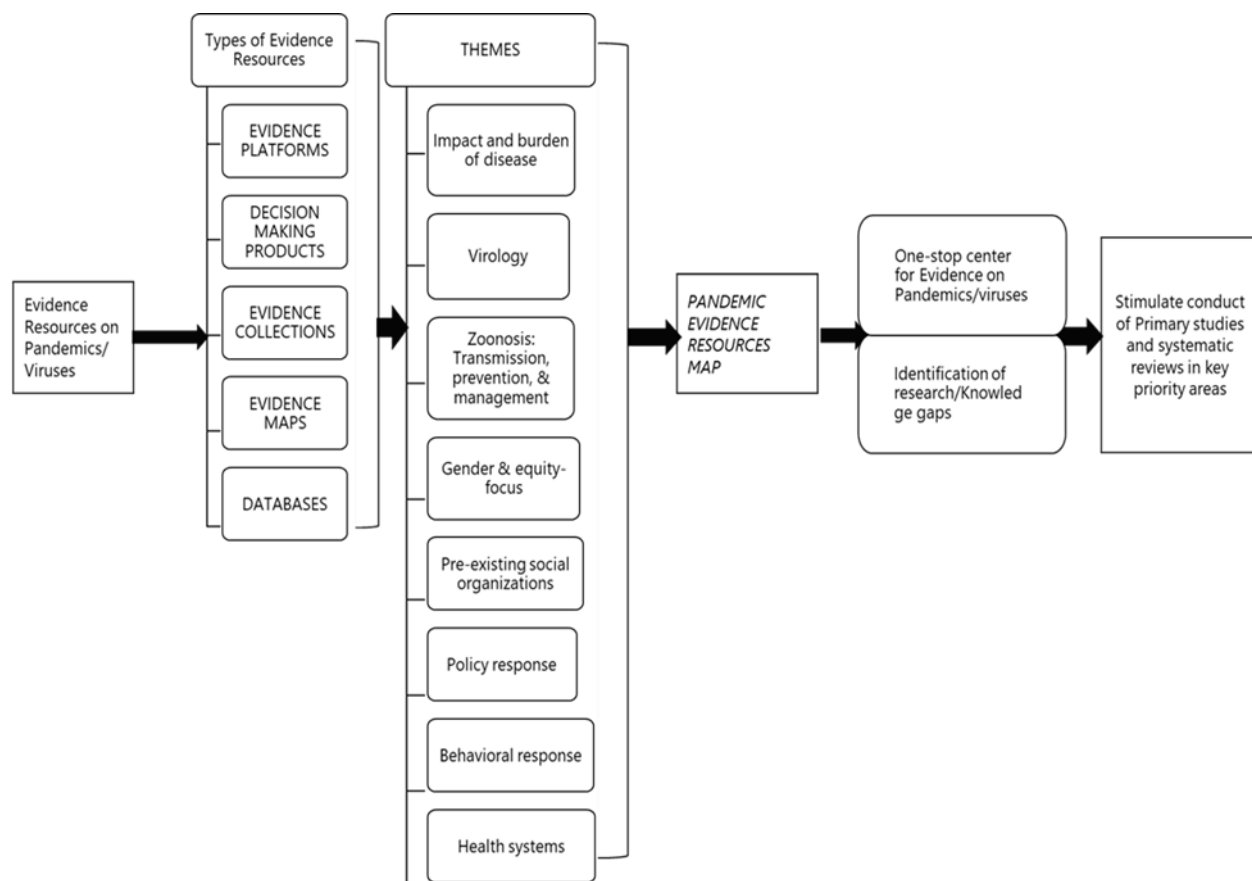 Evidence
Resources on
Pandemics/
Viruses
Types of Evidence
Resources
EVIDENCE
PLATFORMS
DECISION
MAKING
PRODUCTS
EVIDENCE
COLLECTIONS
EVIDENCE
MAPS
DATABASES
THEMES
Impact and burden
of disease
Virology
Zoonosis:
Transmission,
prevention, &
management
Gender & equity-
focus
Pre-existing social
organizations
Policy response
Behavioral response
Health systems
PANDEMIC
EVIDENCE
RESOURCES
MAP
One-stop center
for Evidence on
Pandemics/viruses
Identification of
research/Knowled
ge gaps
Stimulate conduct
of Primary studies
and systematic
reviews in key
priority areas